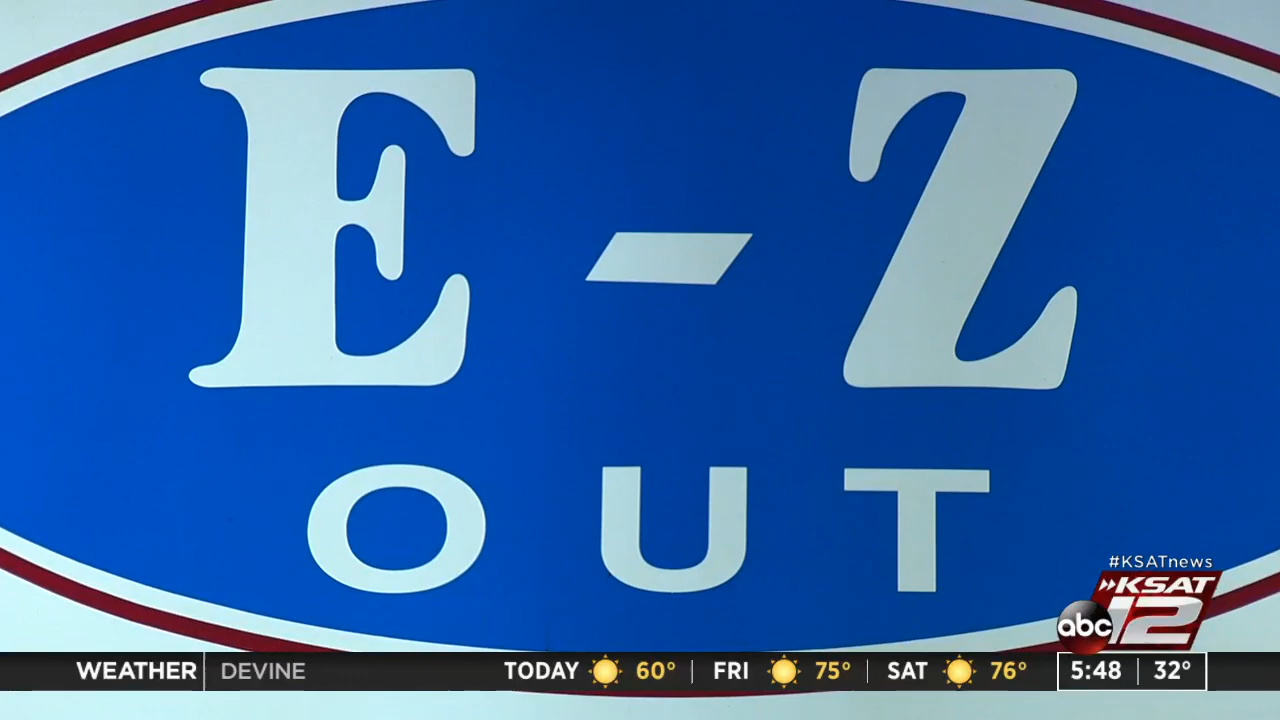 E-Z
OUT
#KSATnews
KSAT
abc 12
WEATHER DEVINE TODAY 60° FRI 75° SAT 76° 5:48 32°